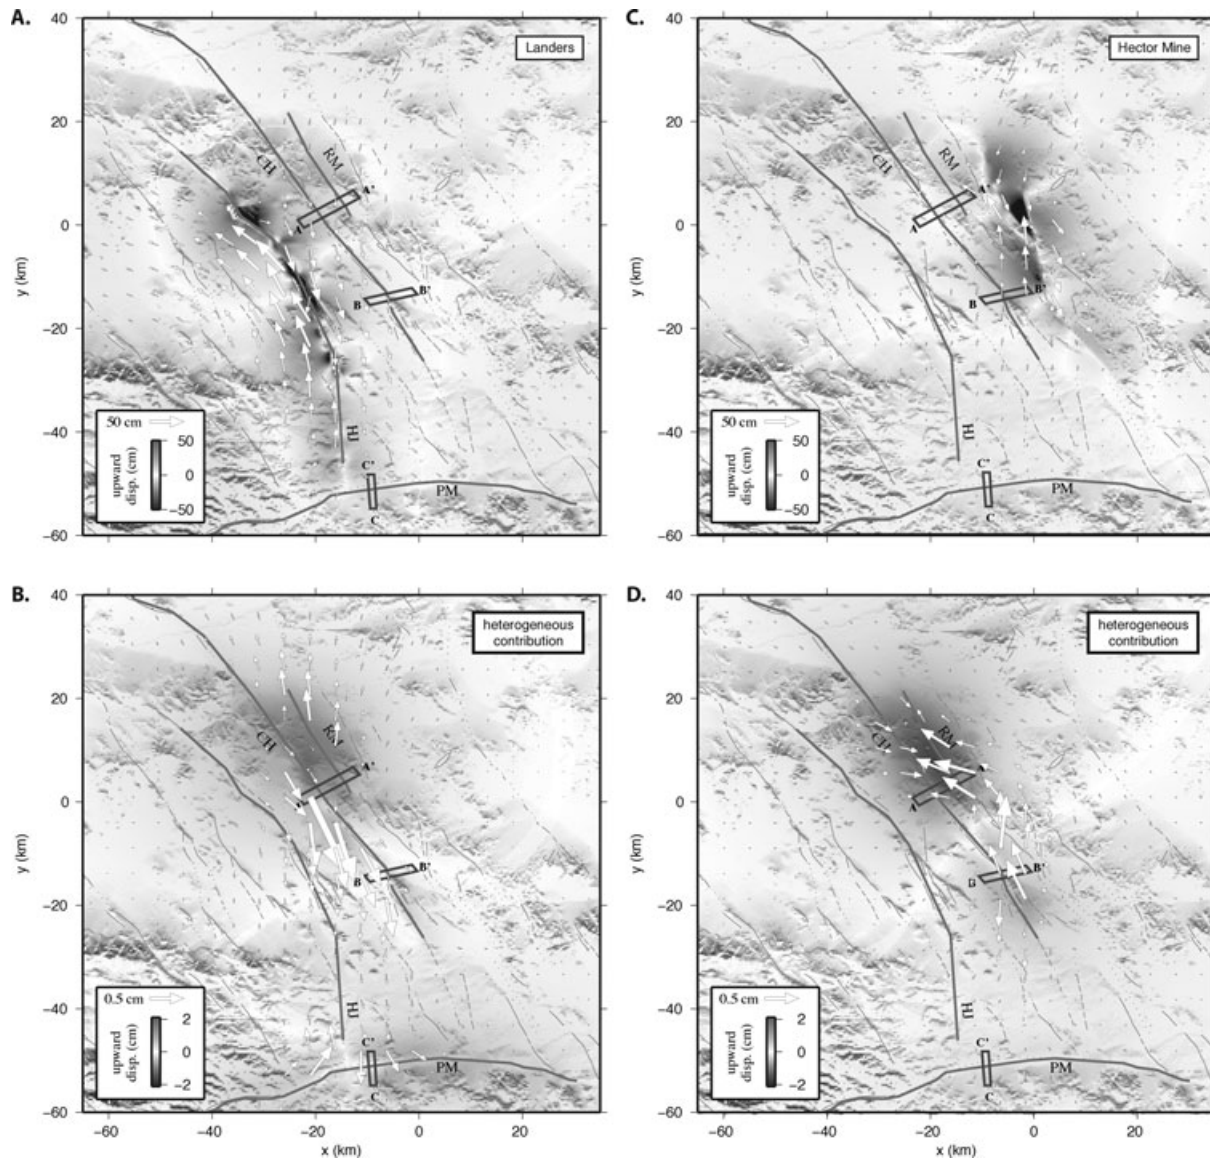 A.
40
20
0
−20
−40
−60
y (km)
Landers
CH
RM
A'
A
B
B'
HJ
C'
C
PM
50 cm
upward
disp. (cm)
50
0
−50
C.
40
20
0
−20
−40
−60
y (km)
Hector Mine
CH
RM
A'
A
B
B'
C'
C
PM
HJ
50 cm
upward
disp. (cm)
50
0
−50
B.
40
20
0
−20
−40
−60
y (km)
heterogeneous
contribution
CH
RM
A'
B
B'
HJ
C'
C
PM
0.5 cm
upward
disp. (cm)
2
0
−2
−60
−40
−20
0
20
x (km)
D.
40
20
0
−20
−40
−60
y (km)
heterogeneous
contribution
CH
RM
A
A
B
B'
HJ
C'
C
PM
0.5 cm
upward
disp. (cm)
2
0
−2
−60
−40
−20
0
20
x (km)